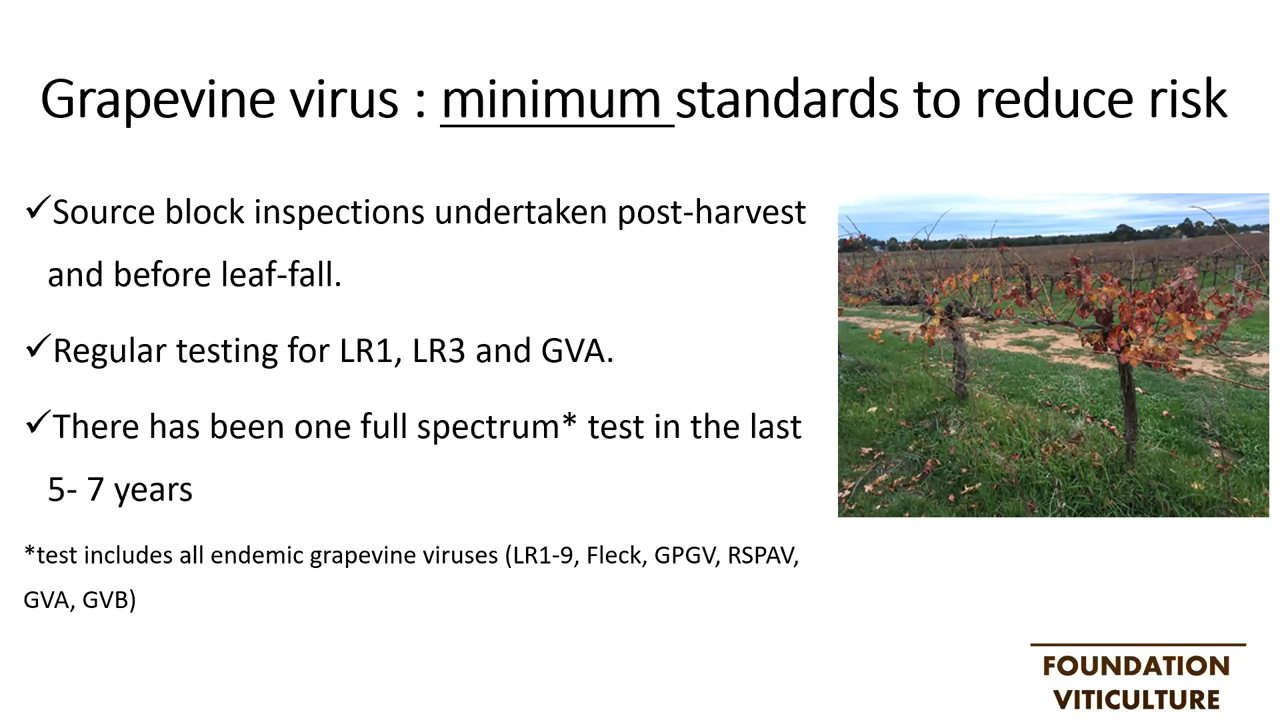 Grapevine virus : minimum standards to reduce risk
✓Source block inspections undertaken post-harvest
and before leaf-fall.
✓Regular testing for LR1, LR3 and GVA.
✓There has been one full spectrum* test in the last
5- 7 years
*test includes all endemic grapevine viruses (LR1-9, Fleck, GPGV, RSPAV,
GVA, GVB)
FOUNDATION
VITICULTURE